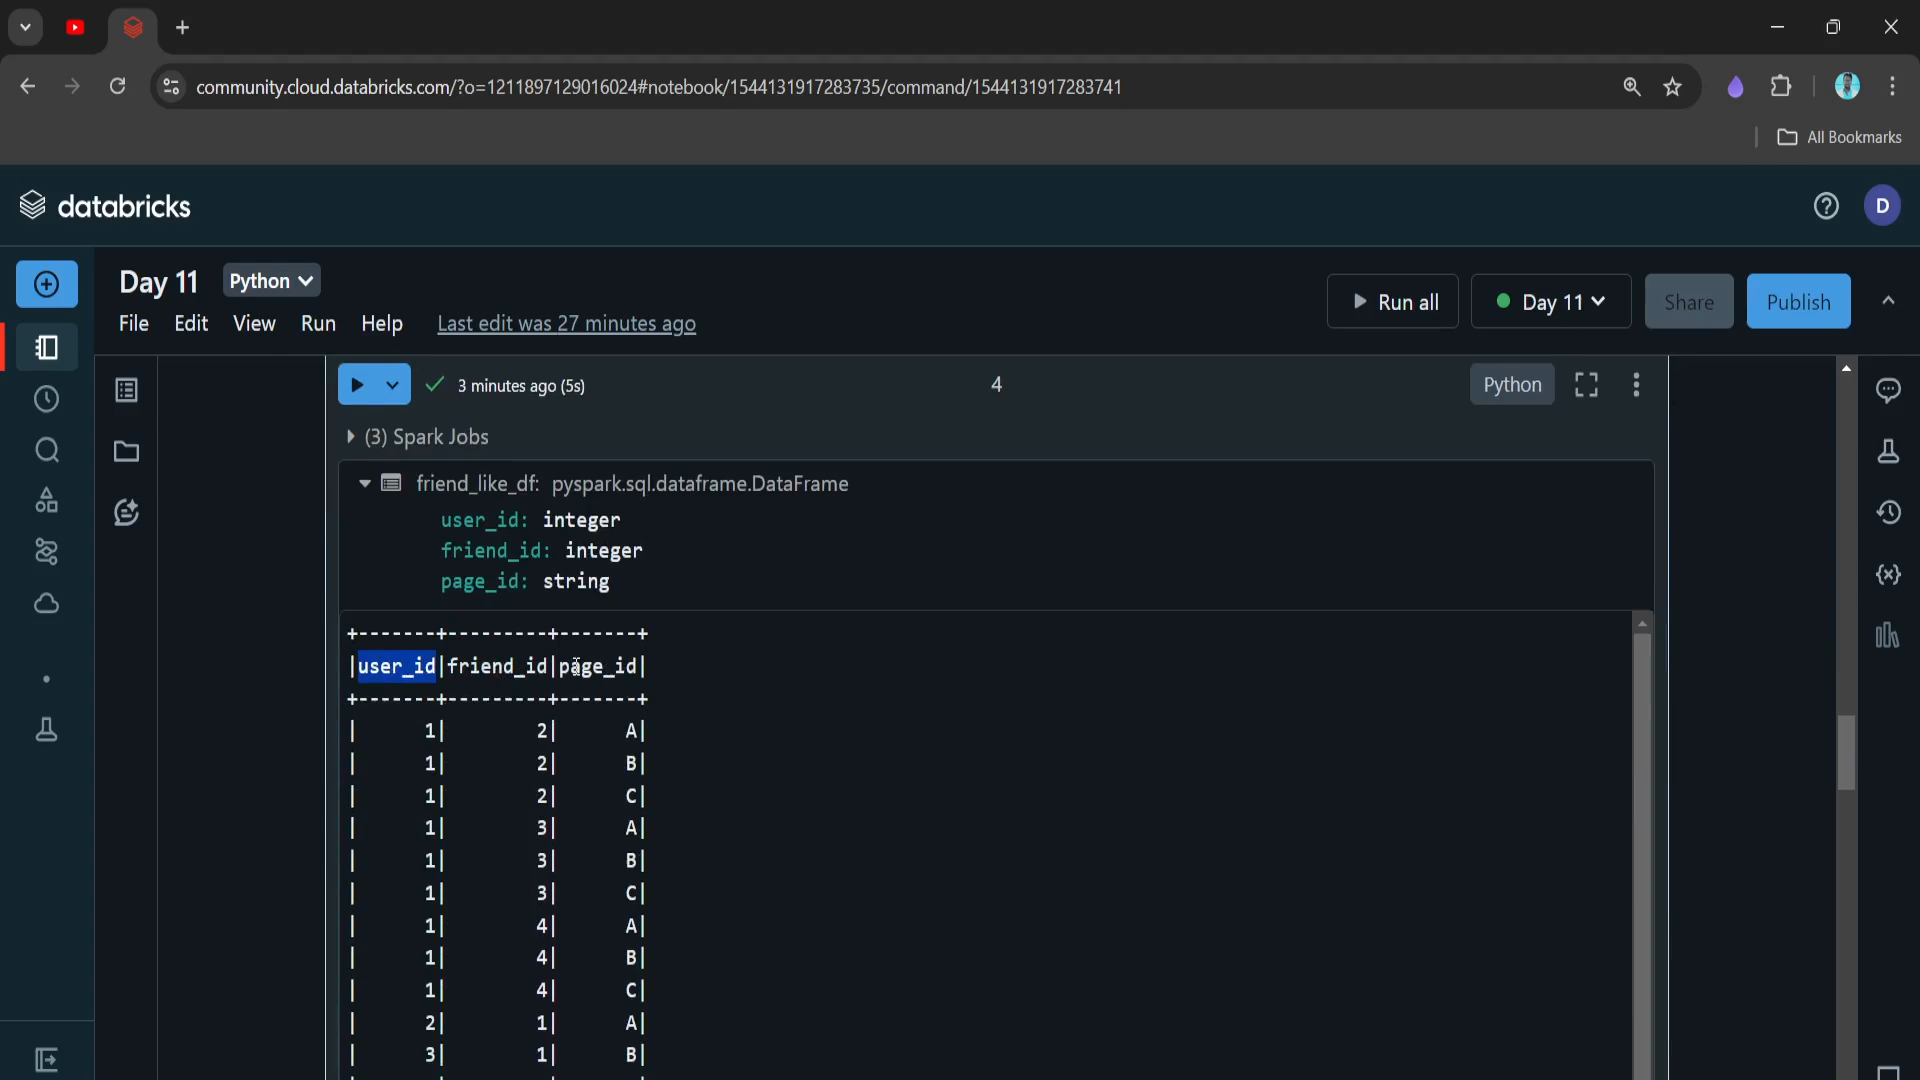 community.cloud.databricks.com/?o=1211897129016024#notebook/1544131917283735/command/1544131917283741
All Bookmarks
databricks
D
Day 11
Python
File Edit View Run Help Last edit was 27 minutes ago
Run all
Day 11
Share
Publish
3 minutes ago (5s)
4
Python
(3) Spark Jobs
friend_like_df: pyspark.sql.dataframe.DataFrame
user_id: integer
friend_id: integer
page_id: string
+-------+---------+-------+
|user_id|friend_id|page_id|
+-------+---------+-------+
|      1|        2|      A|
|      1|        2|      B|
|      1|        2|      C|
|      1|        3|      A|
|      1|        3|      B|
|      1|        3|      C|
|      1|        4|      A|
|      1|        4|      B|
|      1|        4|      C|
|      2|        1|      A|
|      3|        1|      B|